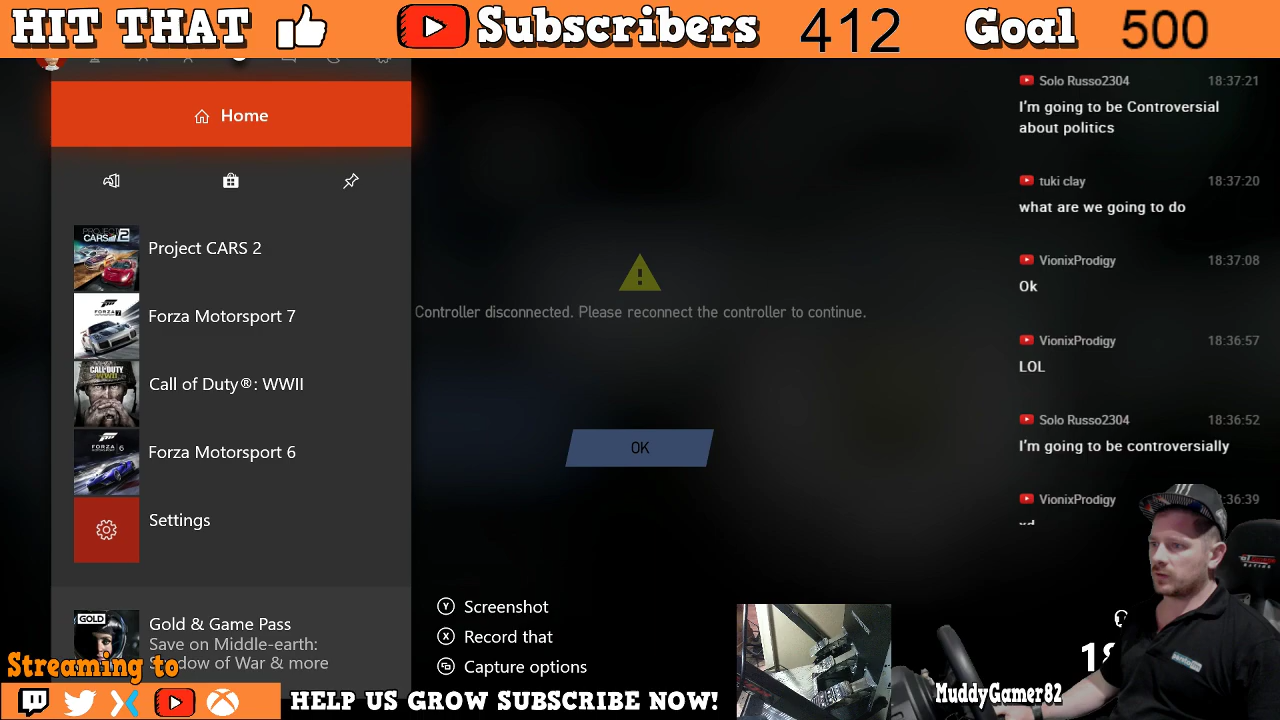 HIT THAT
Subscribers 412
Goal 500
Home
Project CARS 2
Forza Motorsport 7
Call of Duty®: WWII
Forza Motorsport 6
Settings
GOLD
Gold & Game Pass
Save on Middle-earth:
& more
Streaming to
HELP US GROW SUBSCRIBE NOW!
Controller disconnected. Please reconnect the controller to continue.
OK
Y Screenshot
X Record that
Capture options
Solo Russo2304 18:37:21
I'm going to be Controversial
about politics
tuki clay 18:37:20
what are we going to do
VionixProdigy 18:37:08
Ok
VionixProdigy 18:36:57
LOL
Solo Russo2304 18:36:52
I'm going to be controversially
VionixProdigy :36:39
MuddyGamer82